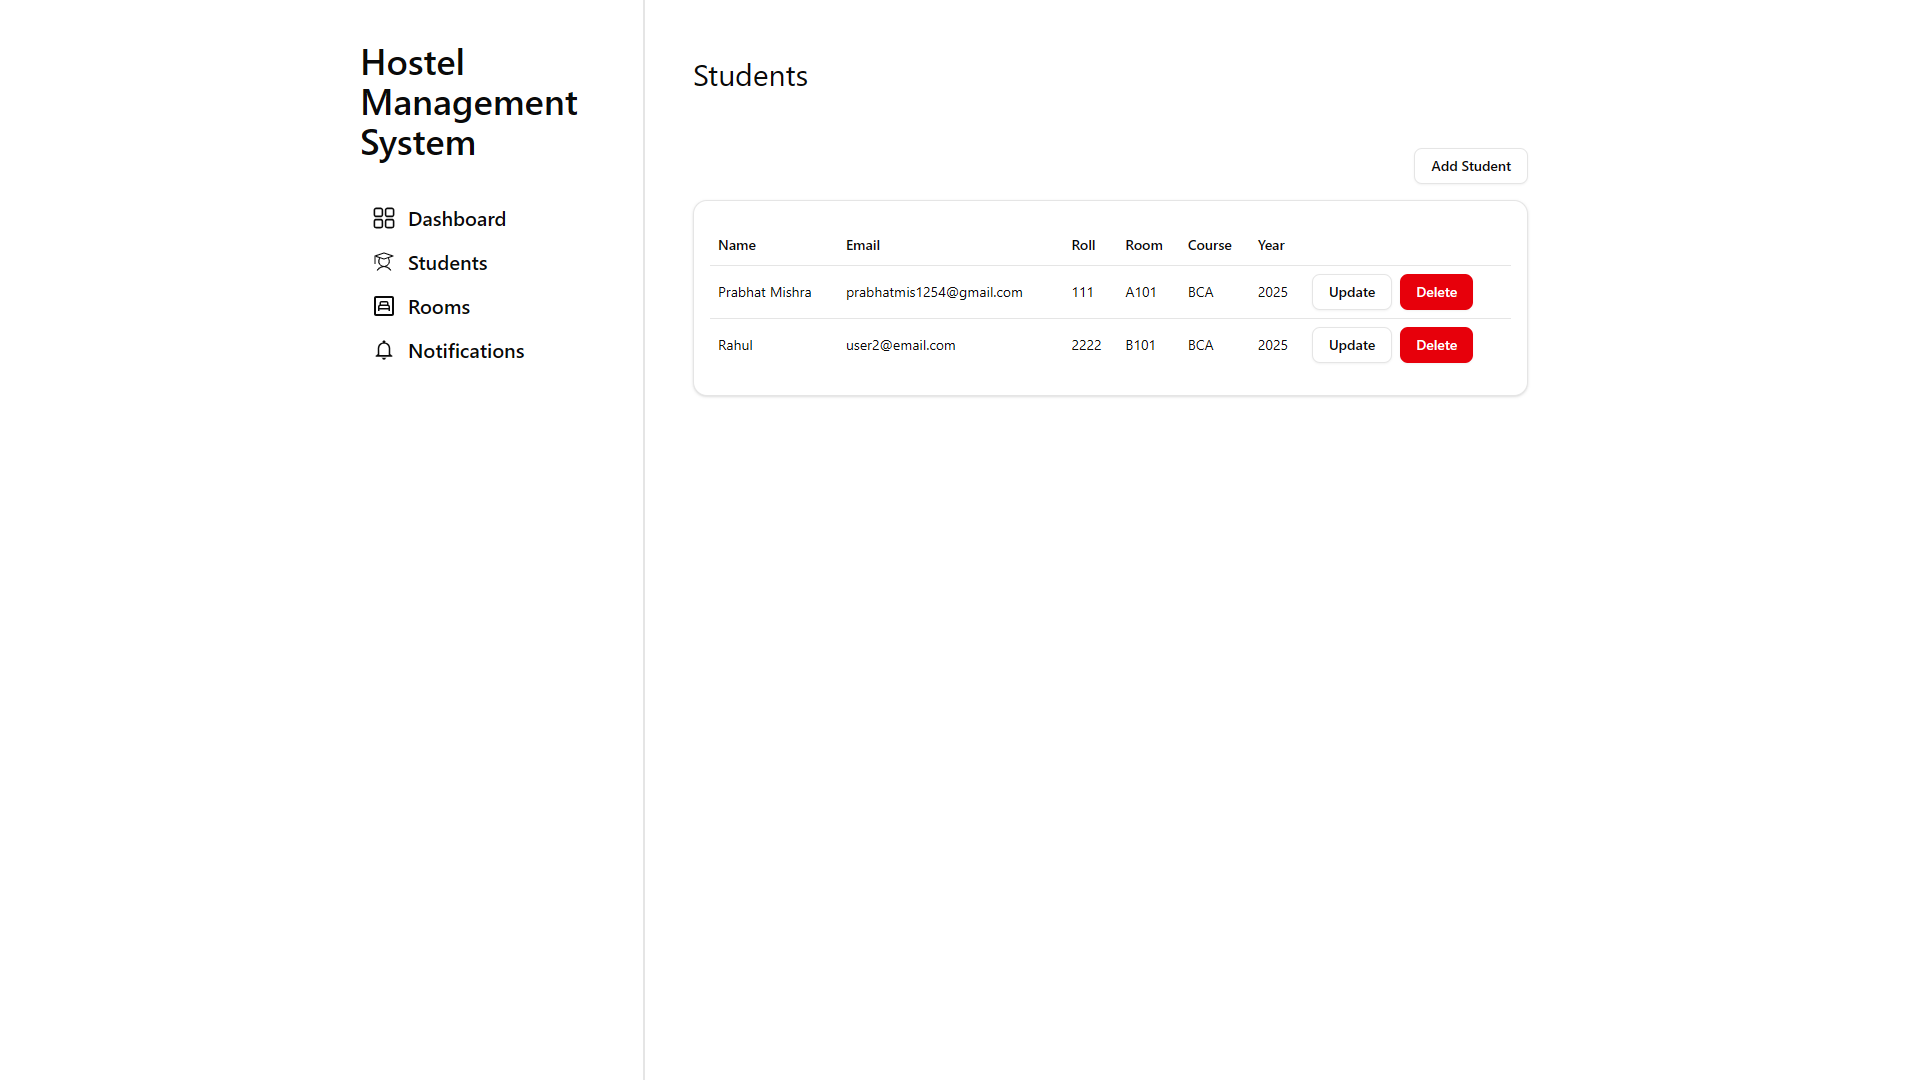 Hostel
Management
System
Dashboard
Students
Rooms
Notifications
Students
Add Student
Name Email Roll Room Course Year
Prabhat Mishra prabhatmis1254@gmail.com 111 A101 BCA 2025 Update Delete
Rahul user2@email.com 2222 B101 BCA 2025 Update Delete